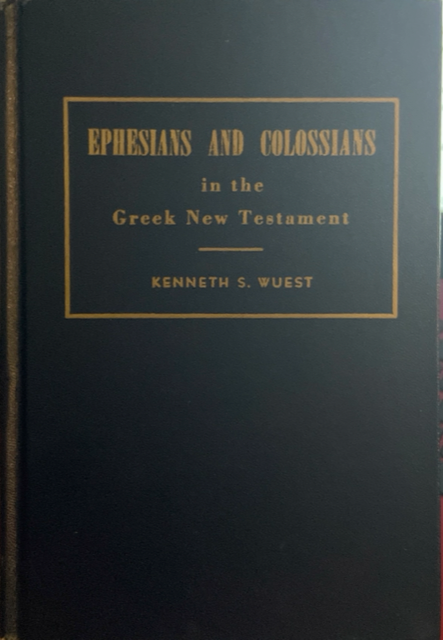 EPHESIANS AND COLOSSIANS
in the
Greek New Testament
KENNETH S. WUEST